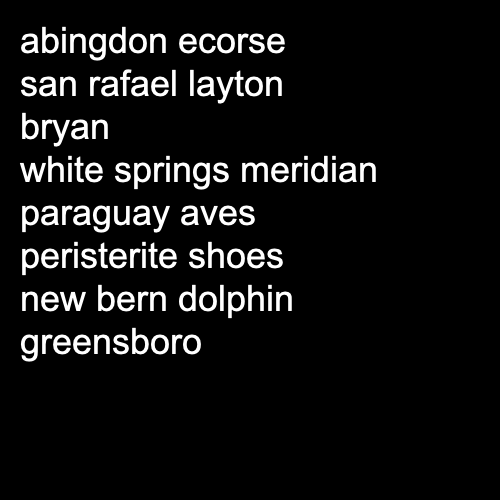 abingdon ecorse
san rafael layton
bryan
white springs meridian
paraguay aves
peristerite shoes
new bern dolphin
greensboro